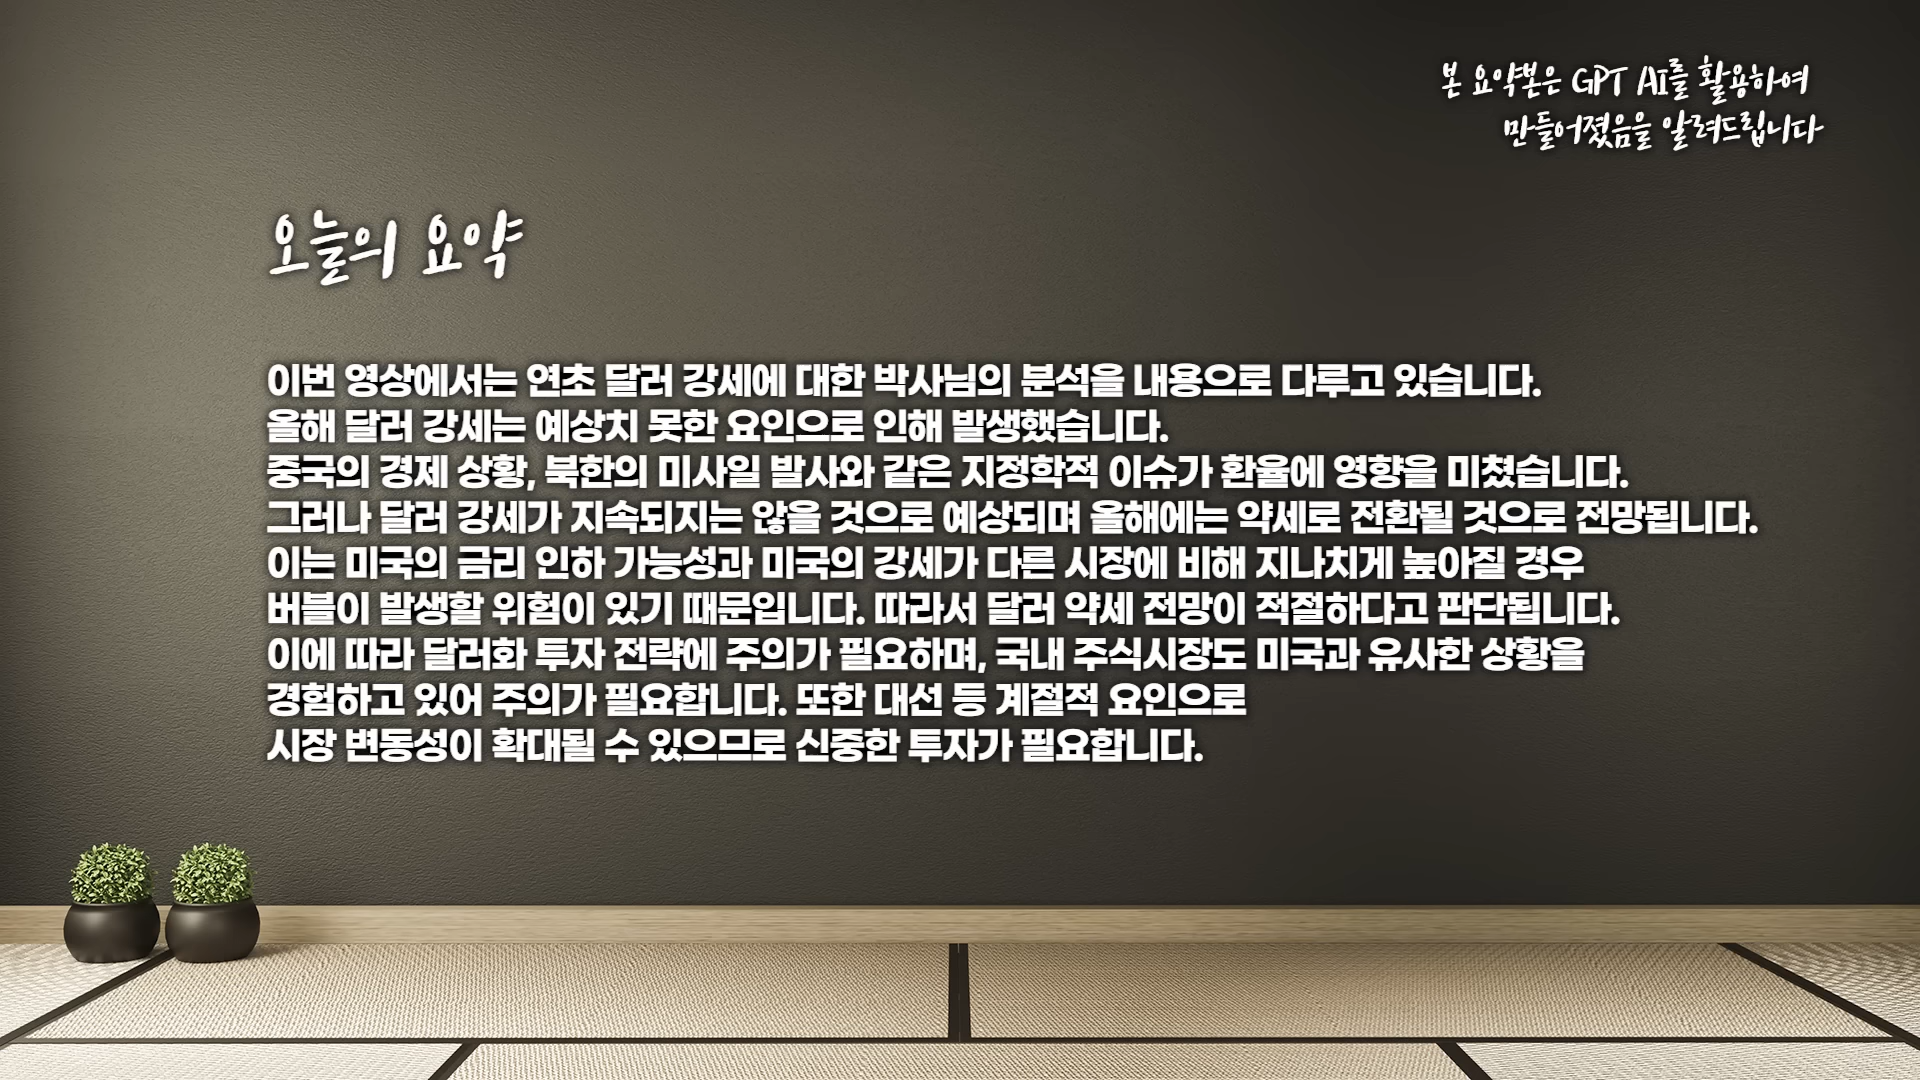 본 요약본은 GPT AI를 활용하여
만들어졌음을 알려드립니다
오늘의 요약
이번 영상에서는 연초 달러 강세에 대한 박사님의 분석을 내용으로 다루고 있습니다.
올해 달러 강세는 예상치 못한 요인으로 인해 발생했습니다.
중국의 경제 상황, 북한의 미사일 발사와 같은 지정학적 이슈가 환율에 영향을 미쳤습니다.
그러나 달러 강세가 지속되지는 않을 것으로 예상되며 올해에는 약세로 전환될 것으로 전망됩니다.
이는 미국의 금리 인하 가능성과 미국의 강세가 다른 시장에 비해 지나치게 높아질 경우
버블이 발생할 위험이 있기 때문입니다. 따라서 달러 약세 전망이 적절하다고 판단됩니다.
이에 따라 달러화 투자 전략에 주의가 필요하며, 국내 주식시장도 미국과 유사한 상황을
경험하고 있어 주의가 필요합니다. 또한 대선 등 계절적 요인으로
시장 변동성이 확대될 수 있으므로 신중한 투자가 필요합니다.